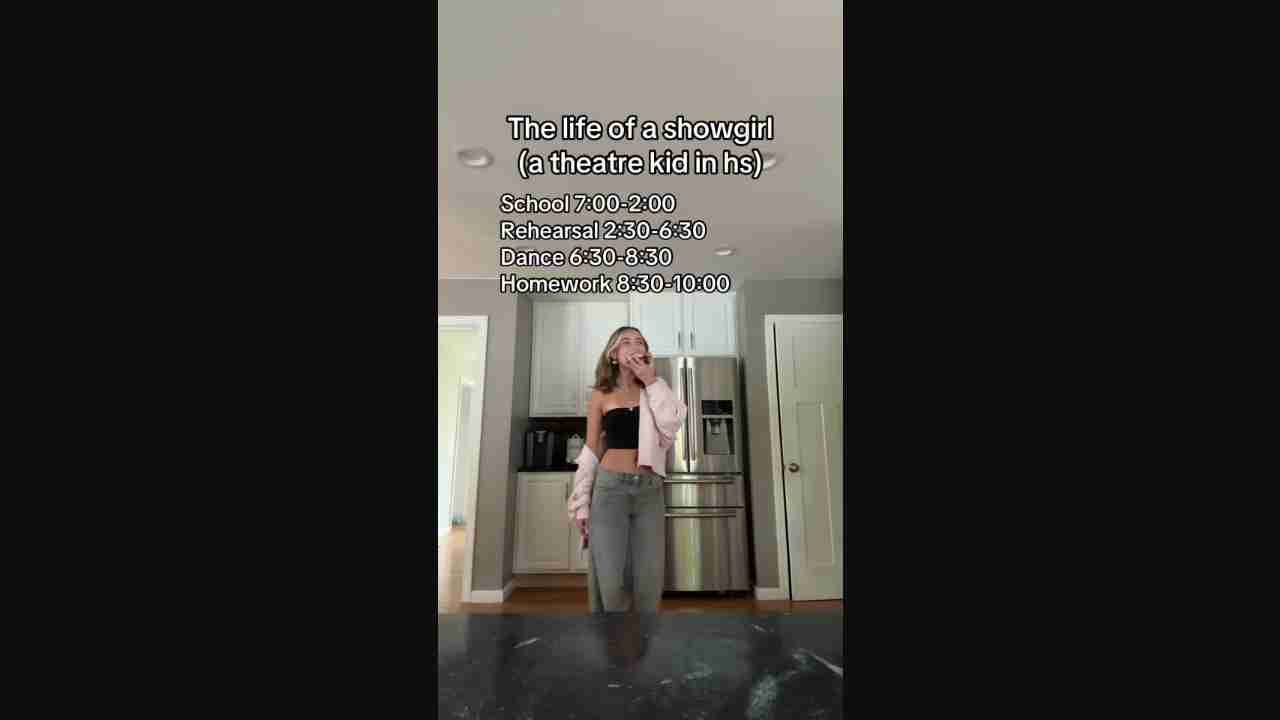 The life of a showgirl
(a theatre kid in hs)
School 7:00-2:00
Rehearsal 2:30-6:30
Dance 6:30-8:30
Homework 8:30-10:00